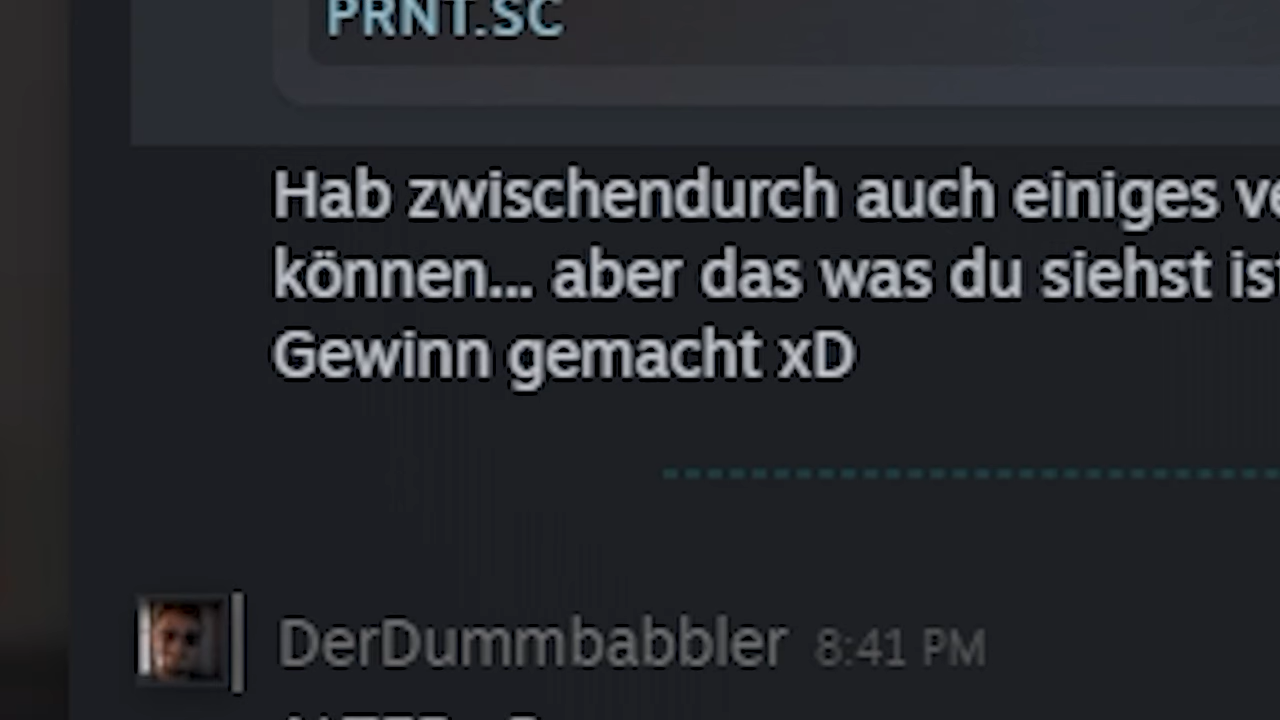 PRNT.SC
Hab zwischendurch auch einiges
können... aber das was du siehst
Gewinn gemacht xD
DerDummbabbler 8:41 PM